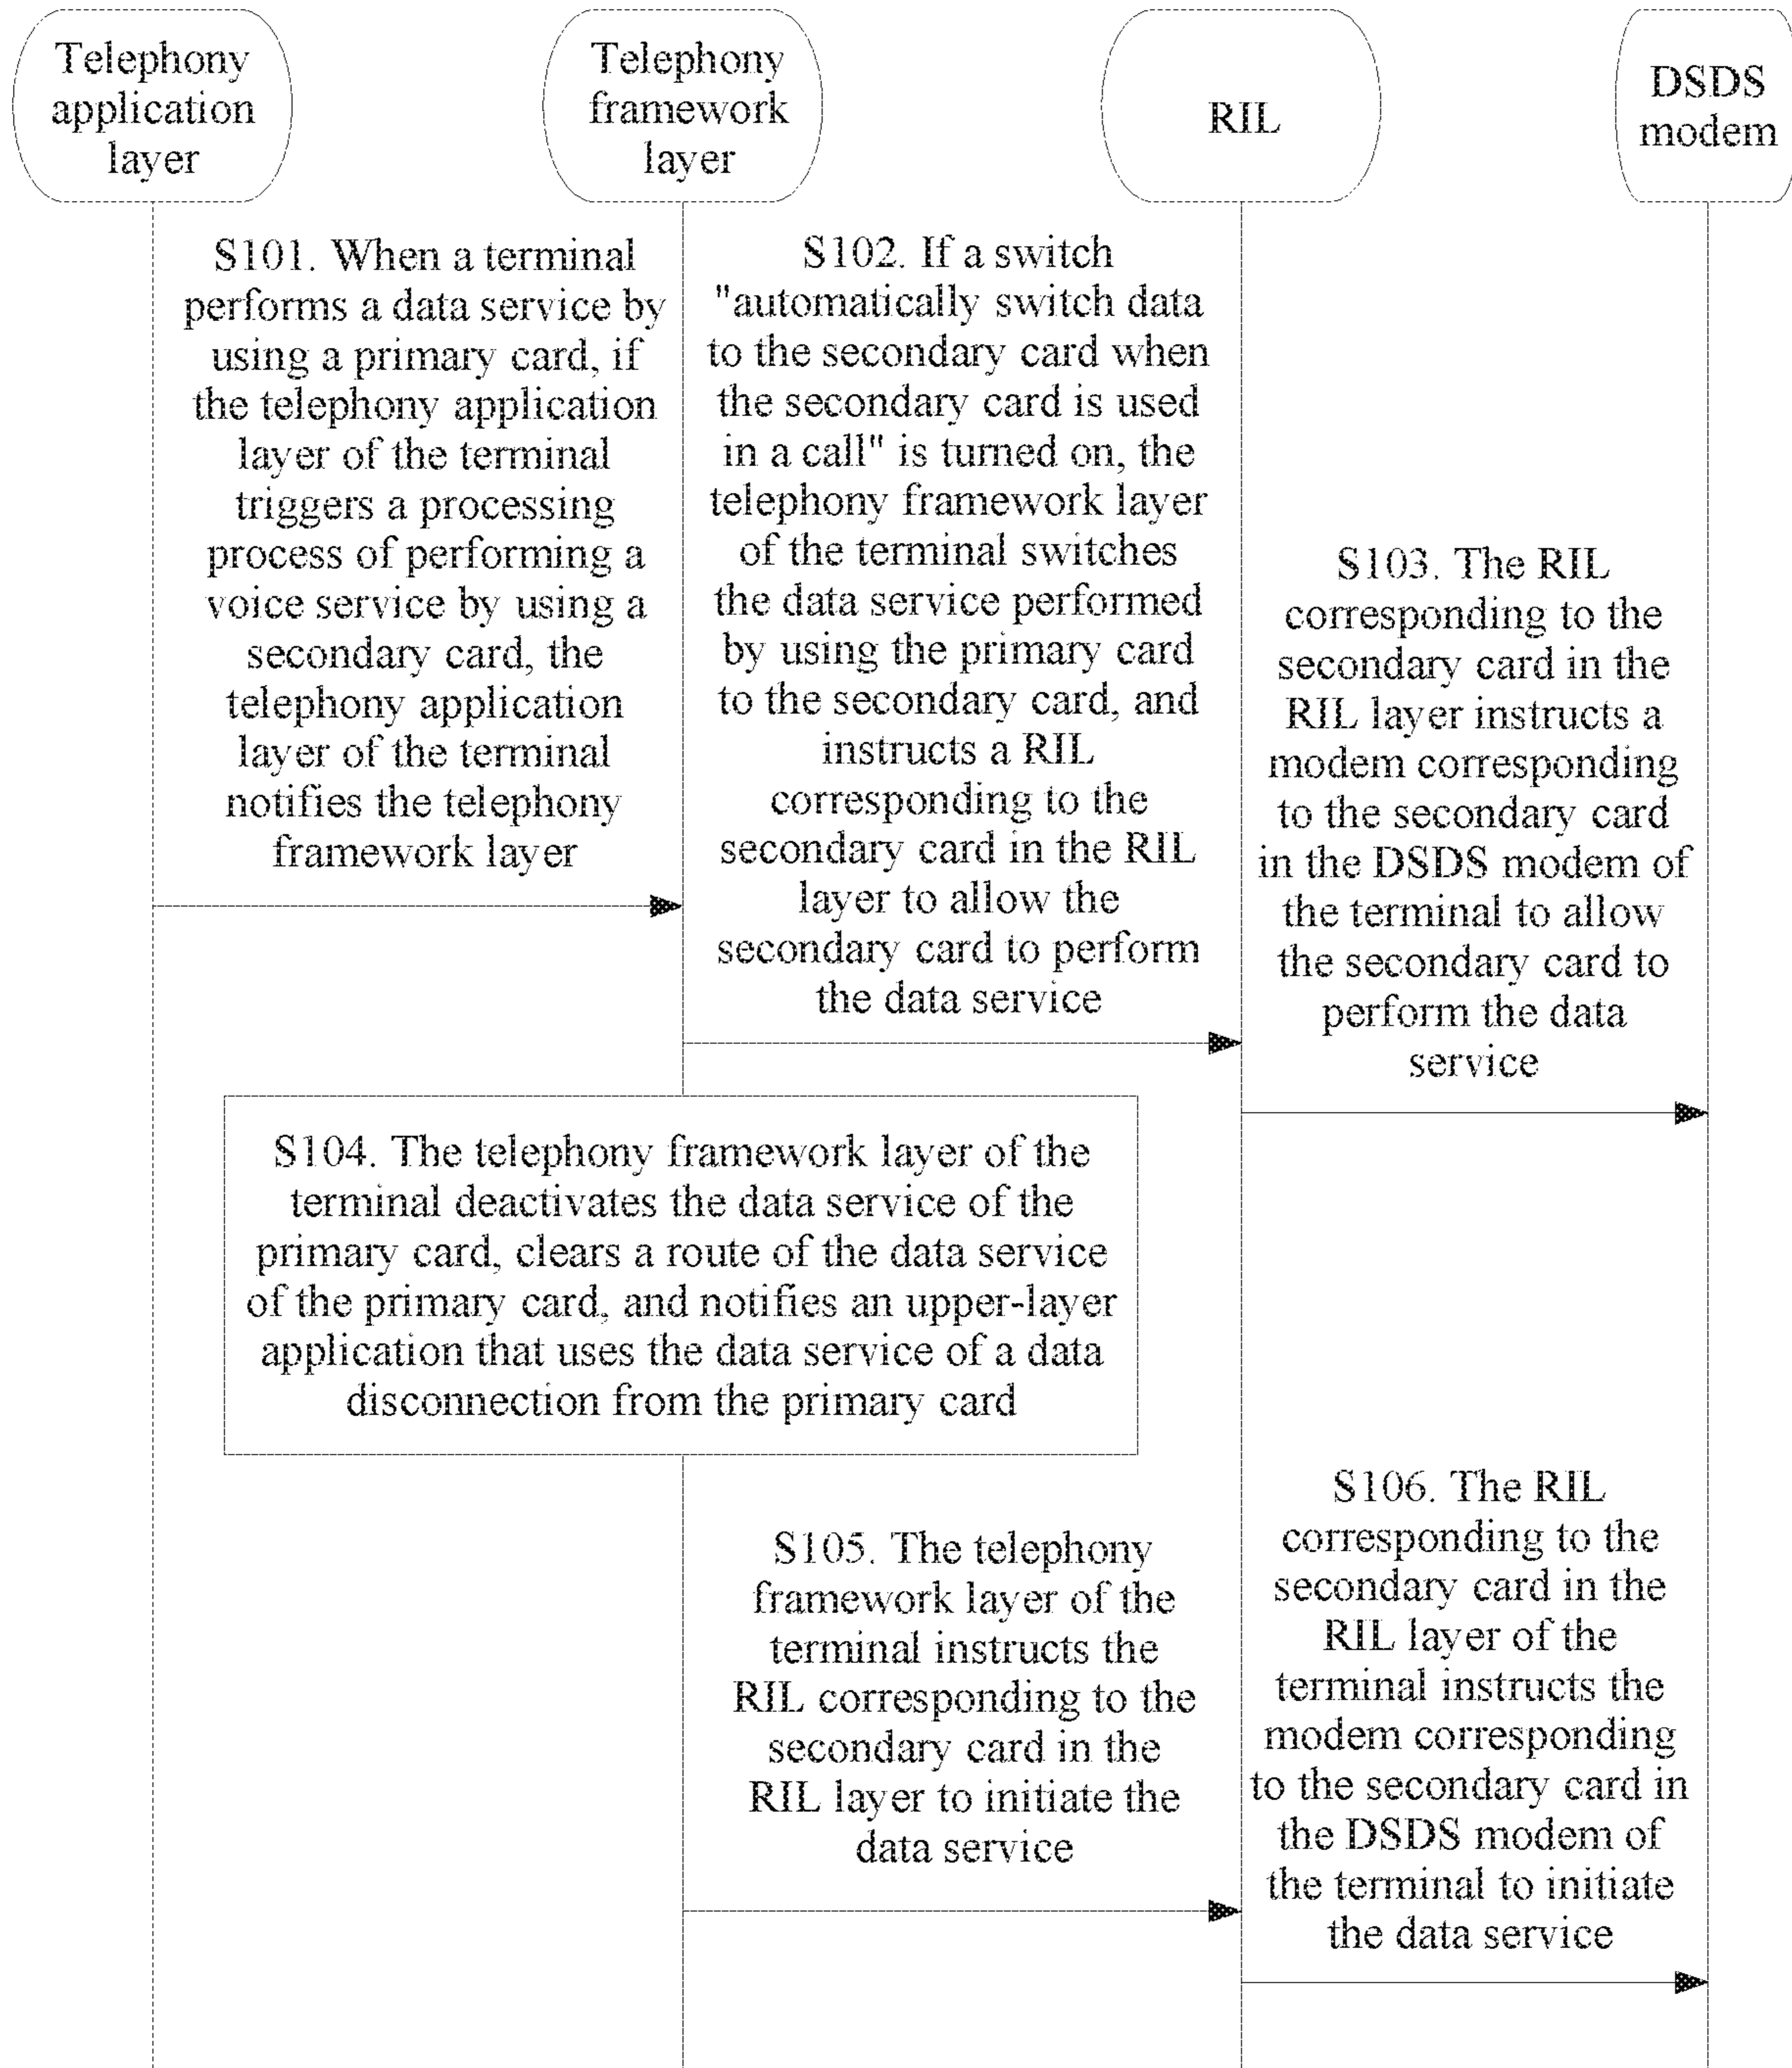 Telephony
application
layer
Telephony
framework
layer
RIL
DSDS
modem
S101. When a terminal
performs a data service by
using a primary card, if
the telephony application
layer of the terminal
triggers a processing
process of performing a
voice service by using a
secondary card, the
telephony application
layer of the terminal
notifies the telephony
framework layer
S102. If a switch
"automatically switch data
to the secondary card when
the secondary card is used
in a call" is turned on, the
telephony framework layer
of the terminal switches
the data service performed
by using the primary card
to the secondary card, and
instructs a RIL
corresponding to the
secondary card in the RIL
layer to allow the
secondary card to perform
the data service
S103. The RIL
corresponding to the
secondary card in the
RIL layer instructs a
modem corresponding
to the secondary card
in the DSDS modem of
the terminal to allow
the secondary card to
perform the data
service
S104. The telephony framework layer of the
terminal deactivates the data service of the
primary card, clears a route of the data service
of the primary card, and notifies an upper-layer
application that uses the data service of a data
disconnection from the primary card
S105. The telephony
framework layer of the
terminal instructs the
RIL corresponding to the
secondary card in the
RIL layer to initiate the
data service
S106. The RIL
corresponding to the
secondary card in the
RIL layer of the
terminal instructs the
modem corresponding
to the secondary card in
the DSDS modem of
the terminal to initiate
the data service